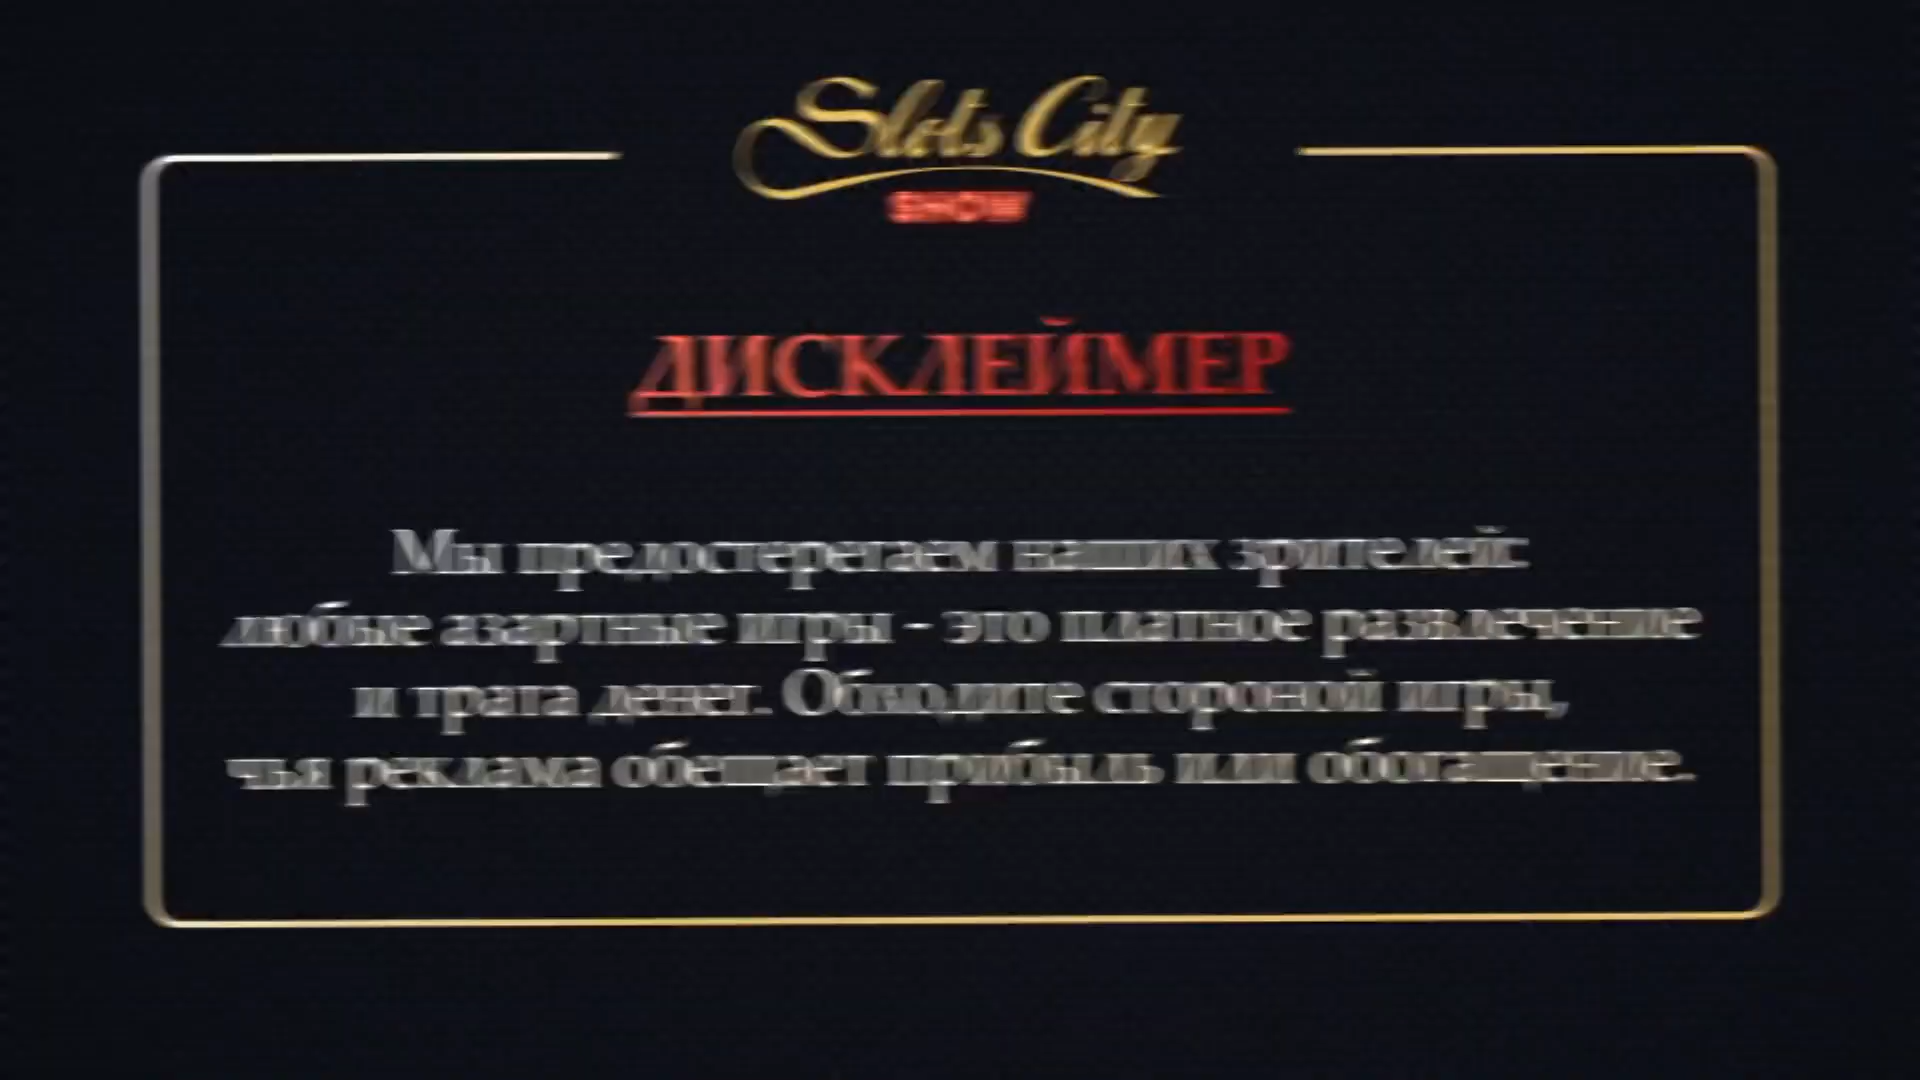 Slots City
SHOW
ДИСКЛЕЙМЕР
Мы предостерегаем наших зрителей:
любые азартные игры - это платное развлечение
и трата денег. Обходите стороной игры,
чья реклама обещает прибыль или обогащение.